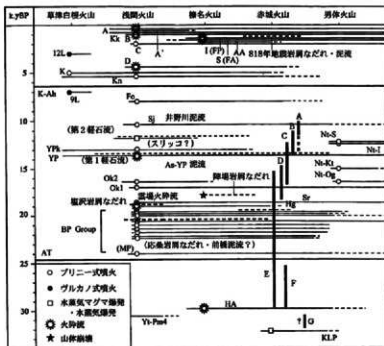 k.yBP 草津白根火山 浅間火山 榛名火山 赤城火山 男体火山
0
A
Kk B
C A' I(FP) AA 818年地震岩屑なだれ・泥流
S(FA)
12L
D
5 K
Kn
K-Ah 9L
Fo
10
Sj 井野川泥流 A
(第2軽石流) B
(スリッコ?) C Nt-S
YPk Nt-I
YP (第1軽石流) As-YP 泥流 D
15 Nt-Kt
Ok2 陣場岩屑なだれ Nt-Og
Ok1
塩沢岩屑なだれ 雲場火砕流 Sr
Hg
20
BP Group
(MP) (応桑岩屑なだれ・前橋泥流?)
AT
25
E F
○ プリニー式噴火
● ブルカノ式噴火
□ 水蒸気マグマ爆発
・水蒸気爆発
火砕流
★ 山体崩壊
30 HA
Yt-Pm4 ↑G
KLP